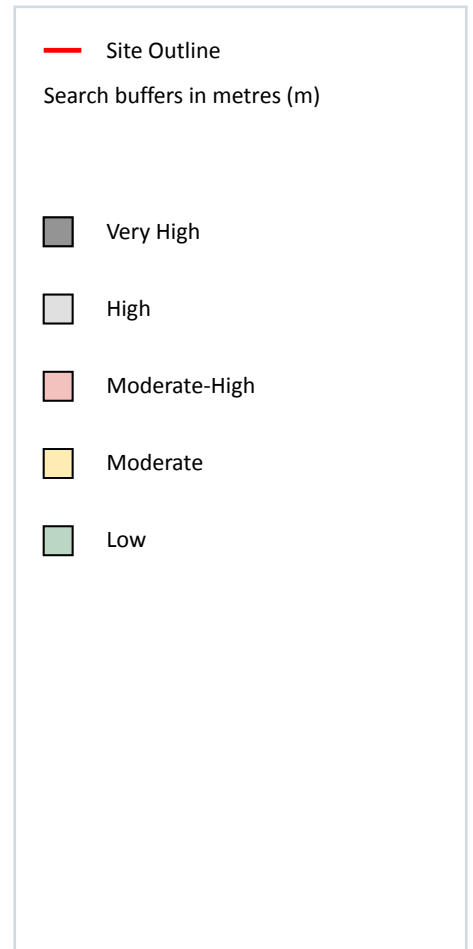 Site Outline
Search buffers in metres (m)
Very High
High
Moderate-High
Moderate
Low